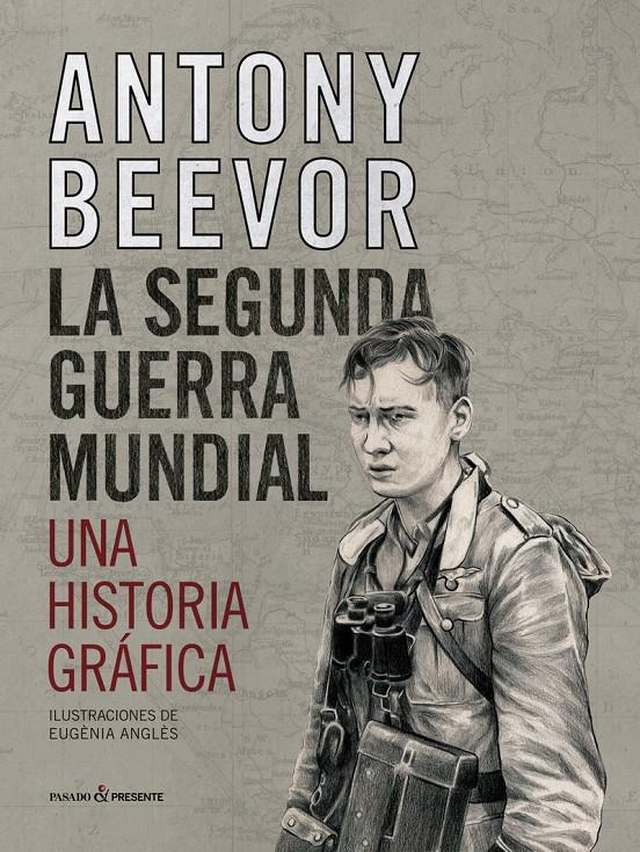 ANTONY
BEEVOR
LA SEGUNDA
GUERRA
MUNDIAL
UNA
HISTORIA
GRÁFICA
ILUSTRACIONES DE
EUGÈNIA ANGLÈS
PASADO & PRESENTE